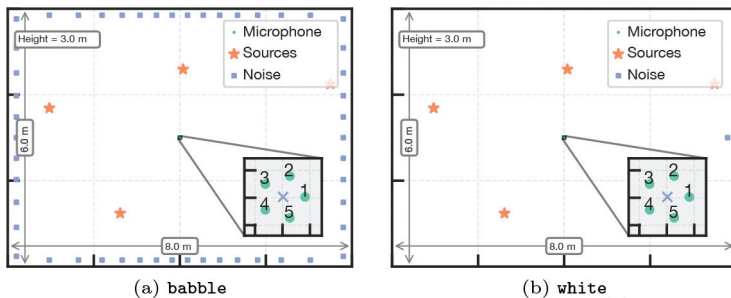 Height = 3.0 m
Microphone
Sources
Noise
6.0 m
2
3
1
4
5
8.0 m
(a) babble
Height = 3.0 m
Microphone
Sources
Noise
6.0 m
2
3
1
4
5
8.0 m
(b) white